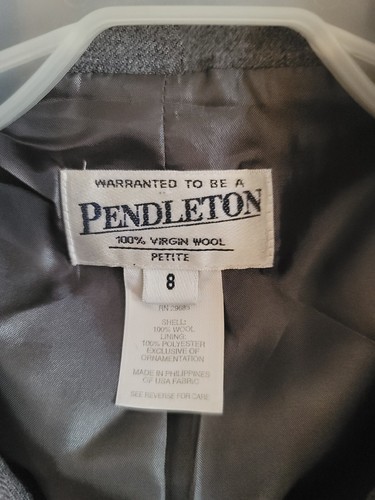 WARRANTED TO BE A
PENDLETON
100% VIRGIN WOOL
PETITE
8
SHELL:
100% WOOL
LINING:
100% POLYESTER
EXCLUSIVE OF
ORNAMENTATION
MADE IN PHILIPPINES
OF USA FABRIC
SEE REVERSE FOR CARE